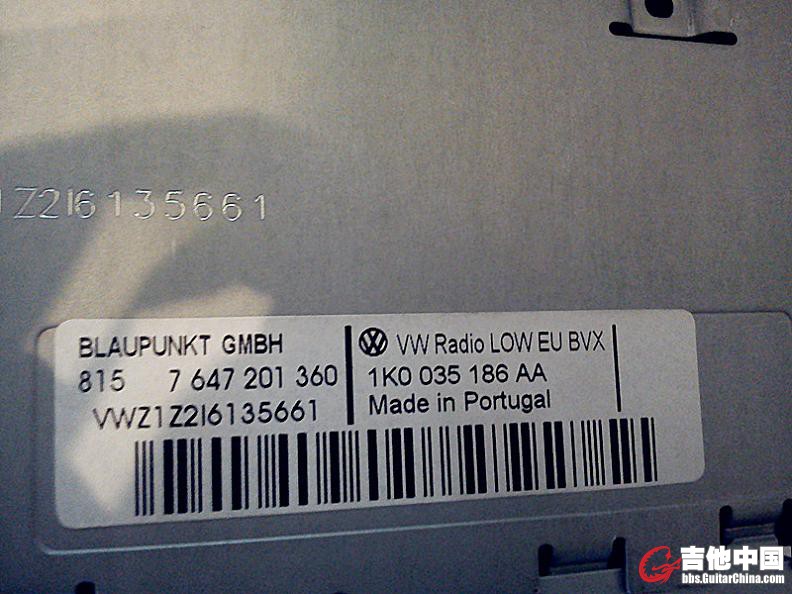 Z2I6135661
BLAUPUNKT GMBH
815 7 647 201 360
VWZ1Z2I6135661
VW Radio LOW EU BVX
1K0 035 186 AA
Made in Portugal
吉他中国
bbs.GuitarChina.com